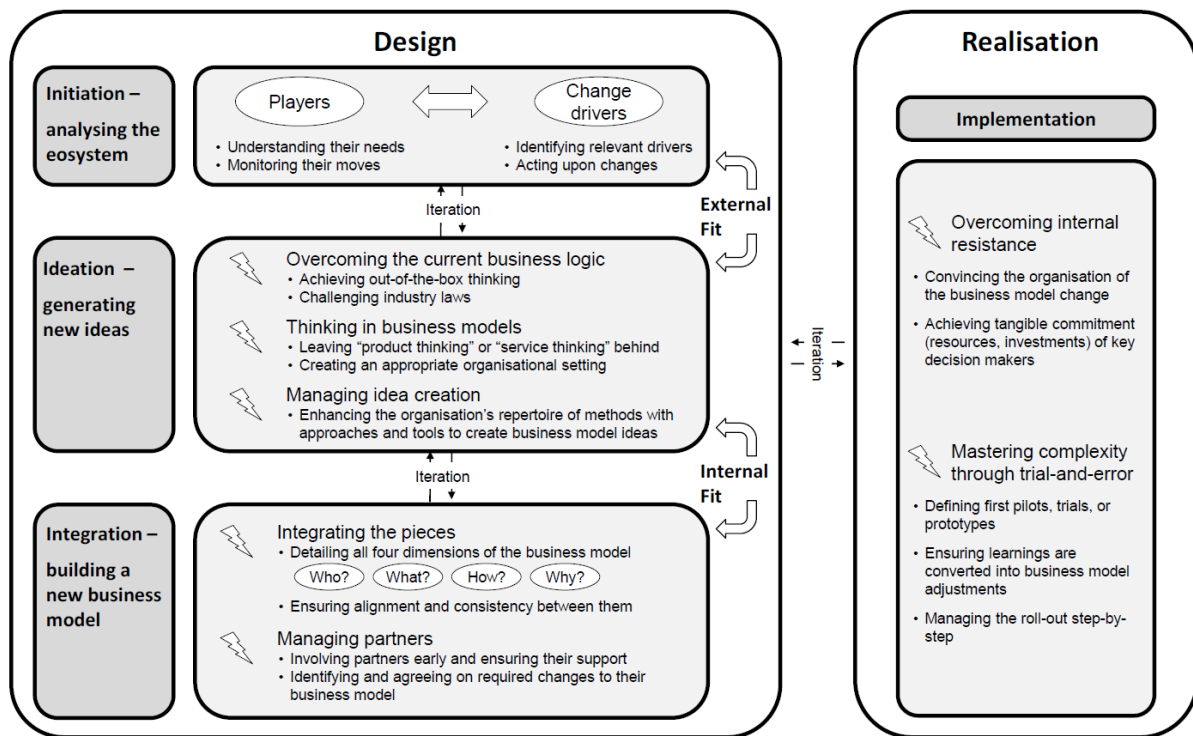 Design
Initiation –
analysing the
eosystem
Players
Change
drivers
• Understanding their needs
• Monitoring their moves
• Identifying relevant drivers
• Acting upon changes
Iteration
External
Fit
Ideation –
generating
new ideas
Overcoming the current business logic
• Achieving out-of-the-box thinking
• Challenging industry laws
Thinking in business models
• Leaving “product thinking” or “service thinking” behind
• Creating an appropriate organisational setting
Managing idea creation
• Enhancing the organisation’s repertoire of methods with
approaches and tools to create business model ideas
Iteration
Internal
Fit
Integration –
building a
new business
model
Integrating the pieces
• Detailing all four dimensions of the business model
Who? What? How? Why?
• Ensuring alignment and consistency between them
Managing partners
• Involving partners early and ensuring their support
• Identifying and agreeing on required changes to their
business model
Iteration
Realisation
Implementation
Overcoming internal
resistance
• Convincing the organisation of
the business model change
• Achieving tangible commitment
(resources, investments) of key
decision makers
Mastering complexity
through trial-and-error
• Defining first pilots, trials, or
prototypes
• Ensuring learnings are
converted into business model
adjustments
• Managing the roll-out step-by-
step